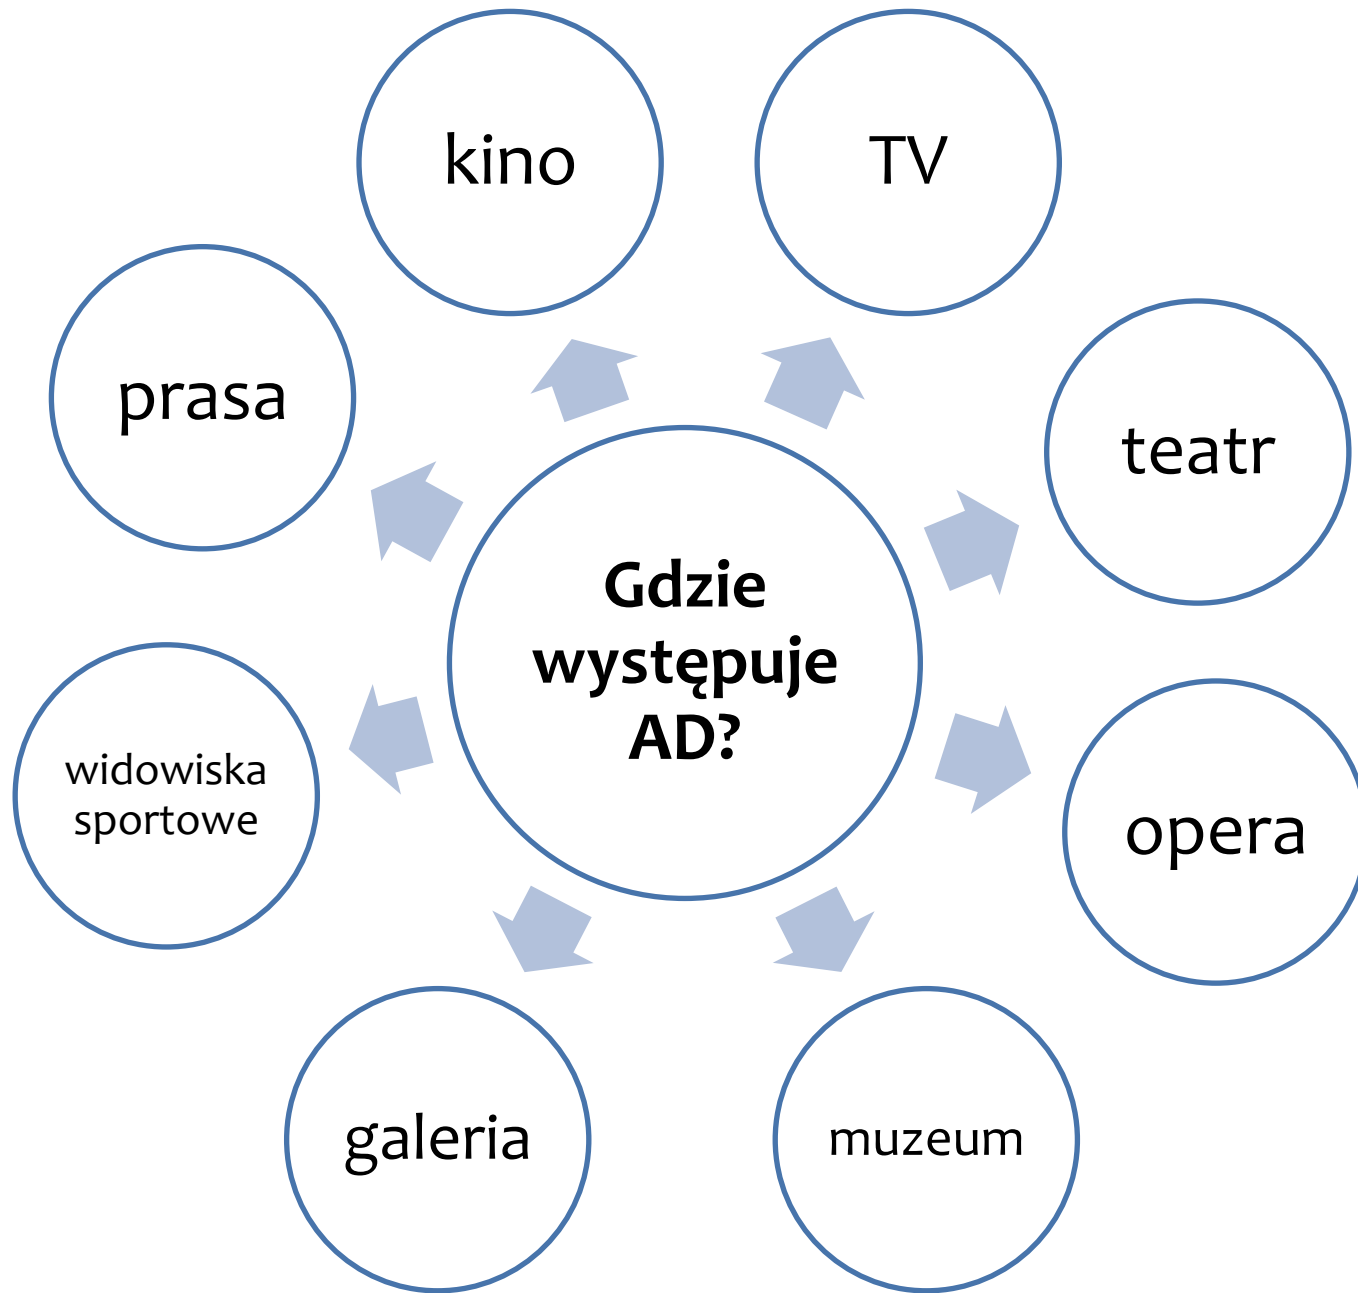 kino
TV
prasa
teatr
Gdzie
występuje
AD?
widowiska
sportowe
opera
galeria
muzeum